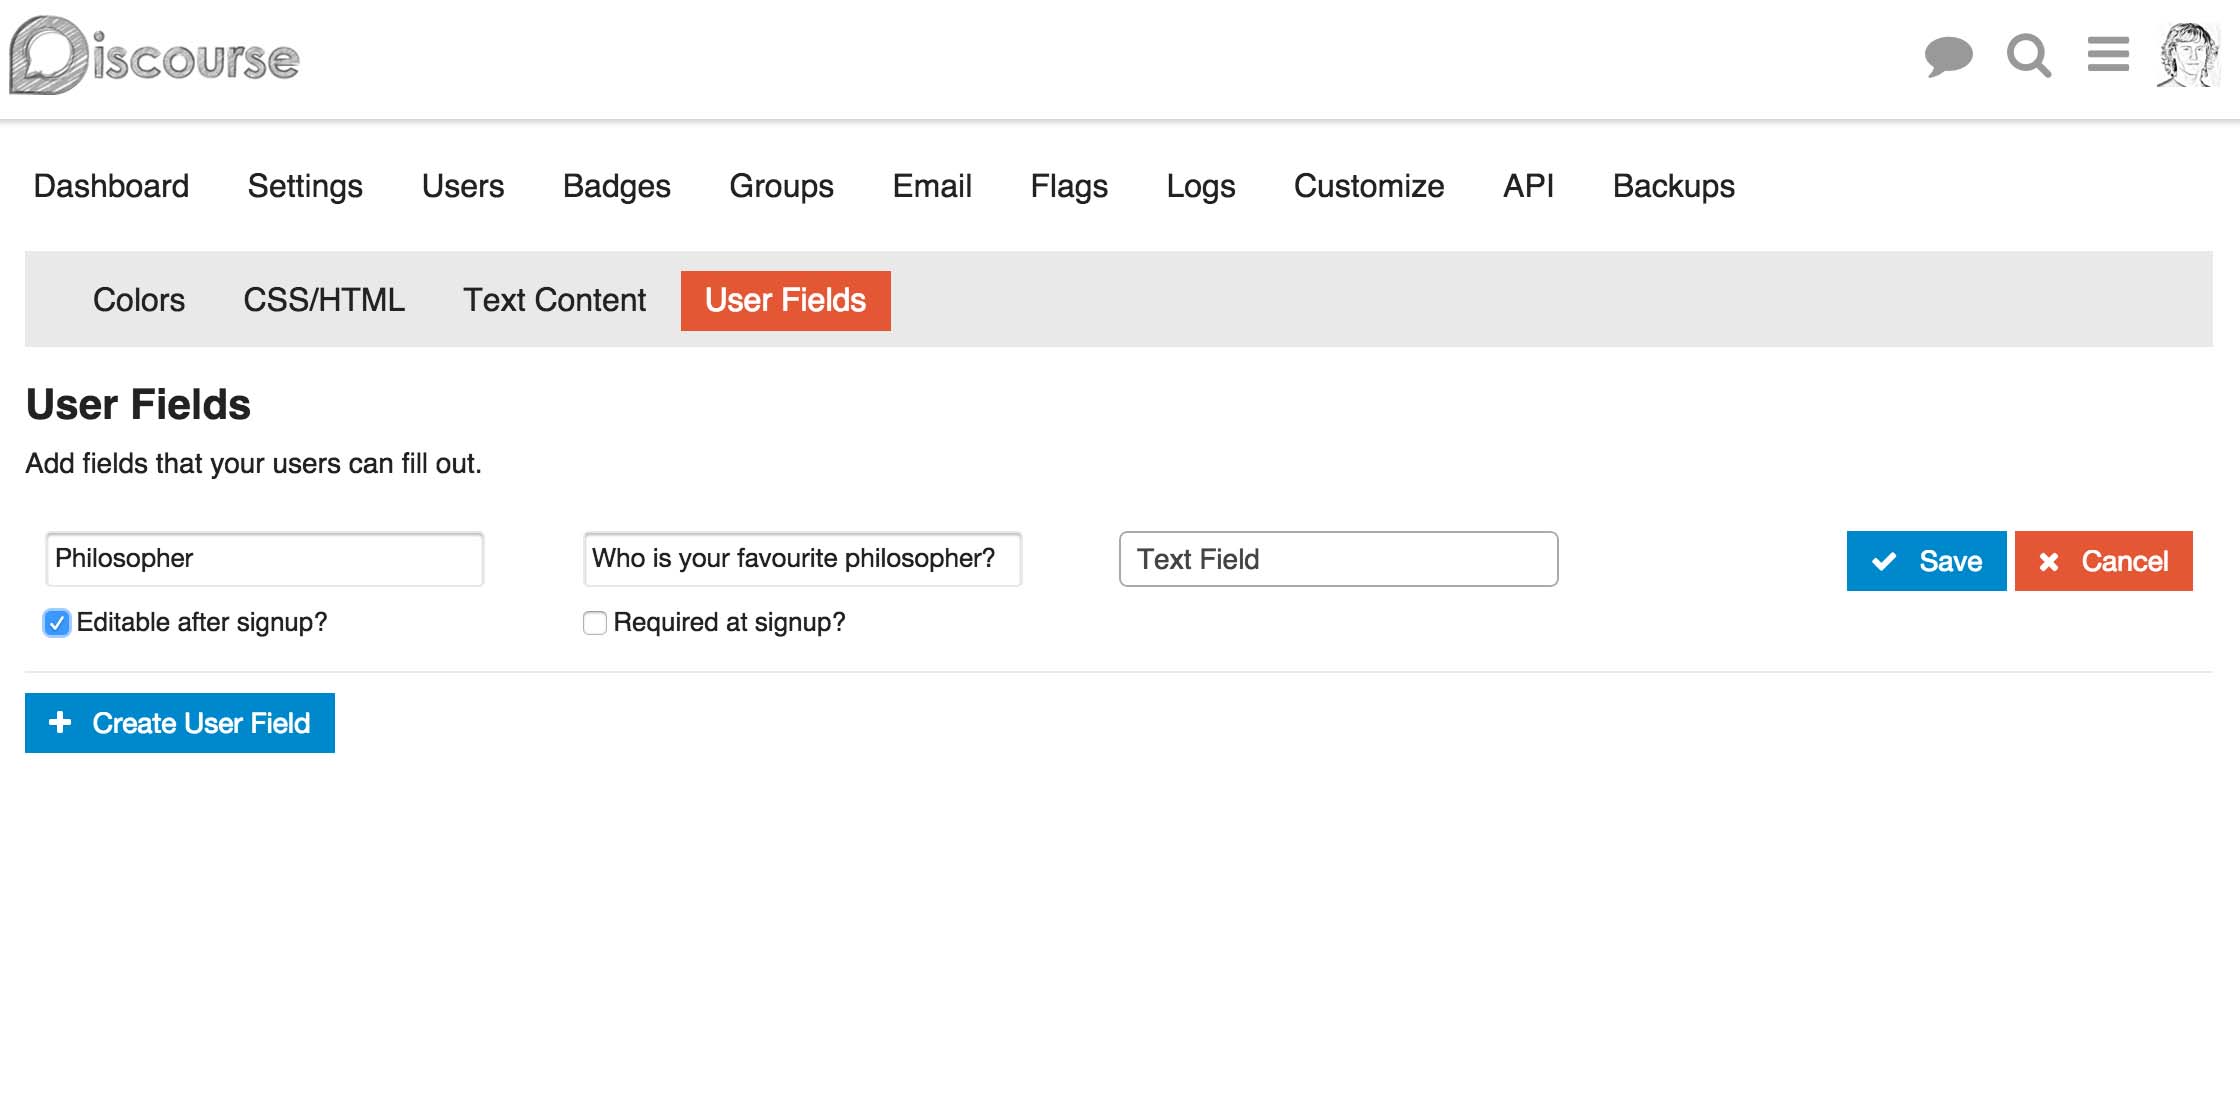 Discourse
Dashboard Settings Users Badges Groups Email Flags Logs Customize API Backups
Colors CSS/HTML Text Content User Fields
User Fields
Add fields that your users can fill out.
Philosopher Who is your favourite philosopher? Text Field Save Cancel
Editable after signup? Required at signup?
Create User Field